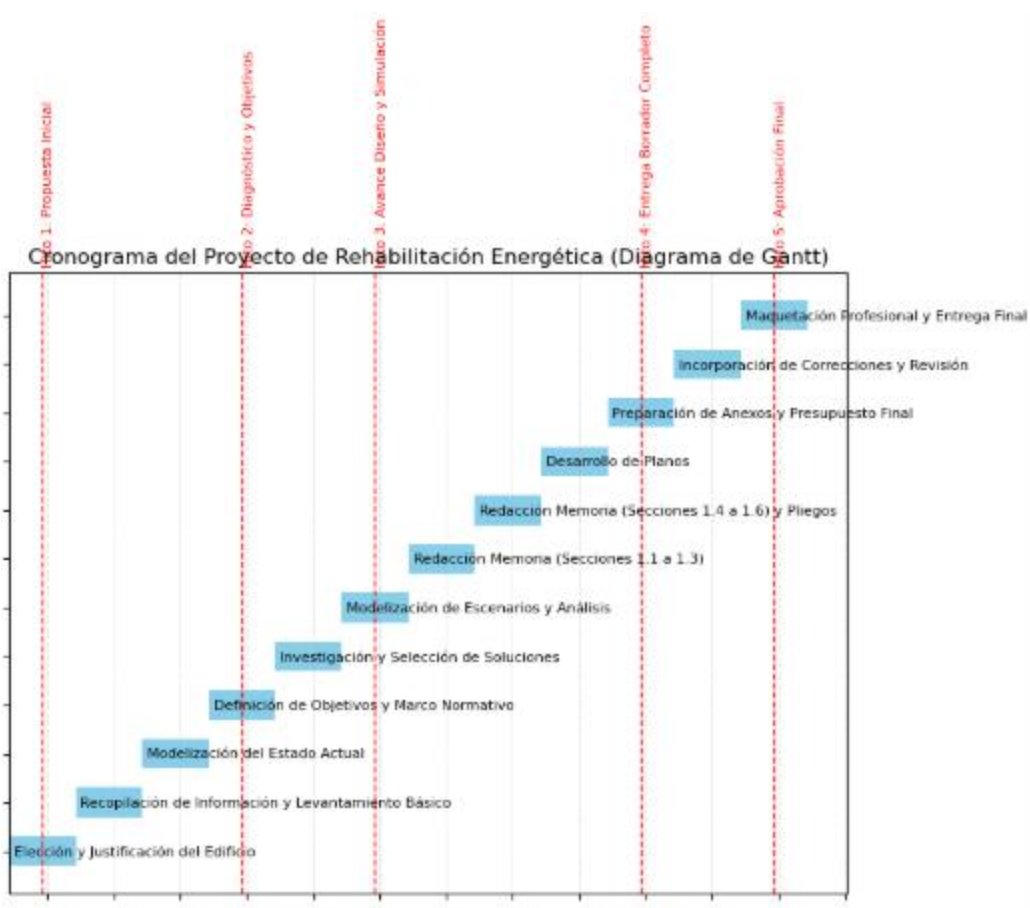 Hito 1: Propuesta Inicial
Hito 2: Diagnóstico y Objetivos
Hito 3: Avance Diseño y Simulación
Hito 4: Entrega Borrador Completo
Hito 5: Aprobación Final
Cronograma del Proyecto de Rehabilitación Energética (Diagrama de Gantt)
Maquetación Profesional y Entrega Final
Incorporación de Correcciones y Revisión
Preparación de Anexos y Presupuesto Final
Desarrollo de Planos
Redacción Memoria (Secciones 1.4 a 1.6) y Pliegos
Redacción Memoria (Secciones 1.1 a 1.3)
Modelización de Escenarios y Análisis
Investigación y Selección de Soluciones
Definición de Objetivos y Marco Normativo
Modelización del Estado Actual
Recopilación de Información y Levantamiento Básico
Elección y Justificación del Edificio